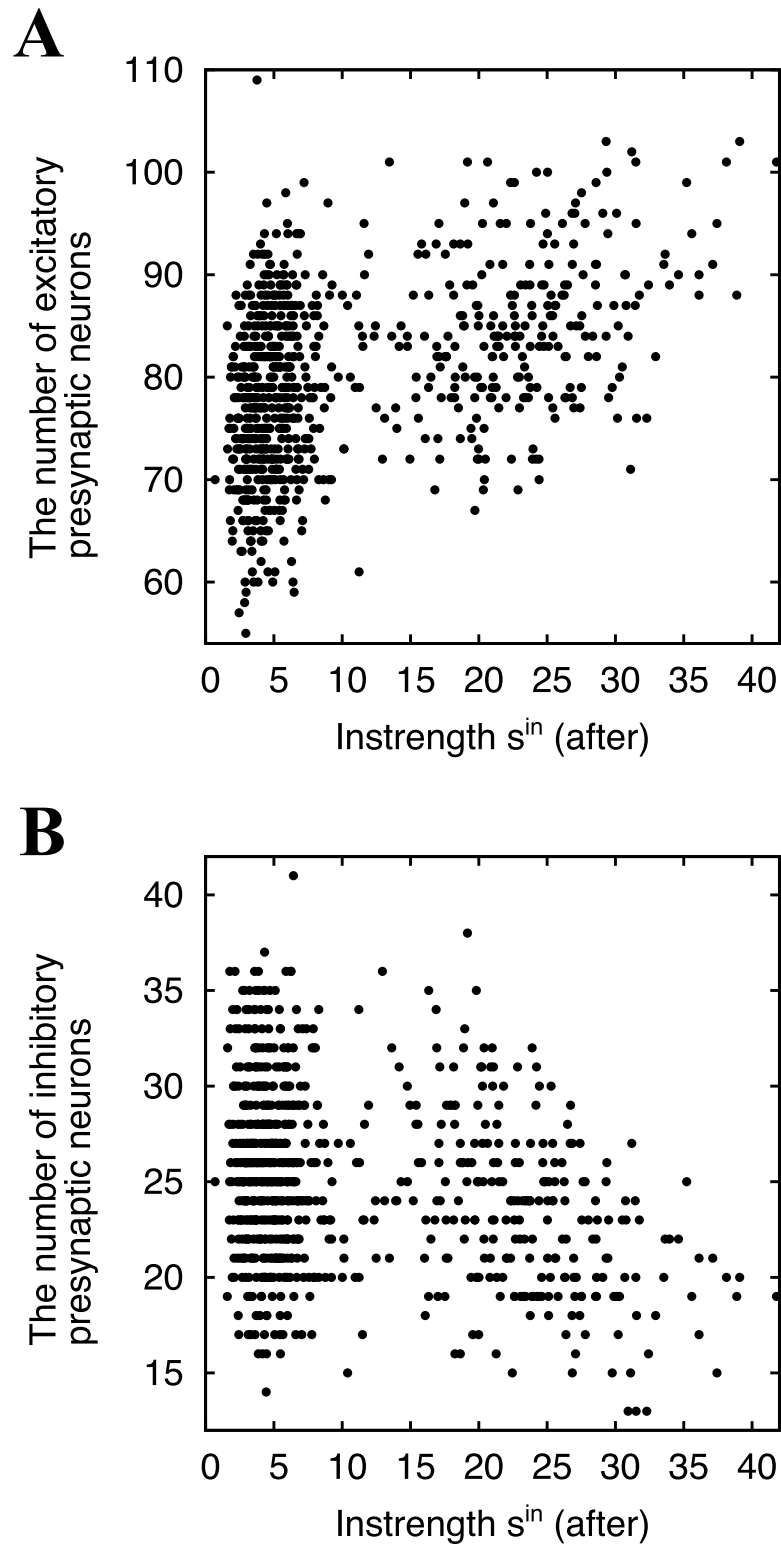 A
110
100
90
80
70
60
The number of excitatory
presynaptic neurons
0 5 10 15 20 25 30 35 40
Instrength s^in (after)
B
40
35
30
25
20
15
The number of inhibitory
presynaptic neurons
0 5 10 15 20 25 30 35 40
Instrength s^in (after)